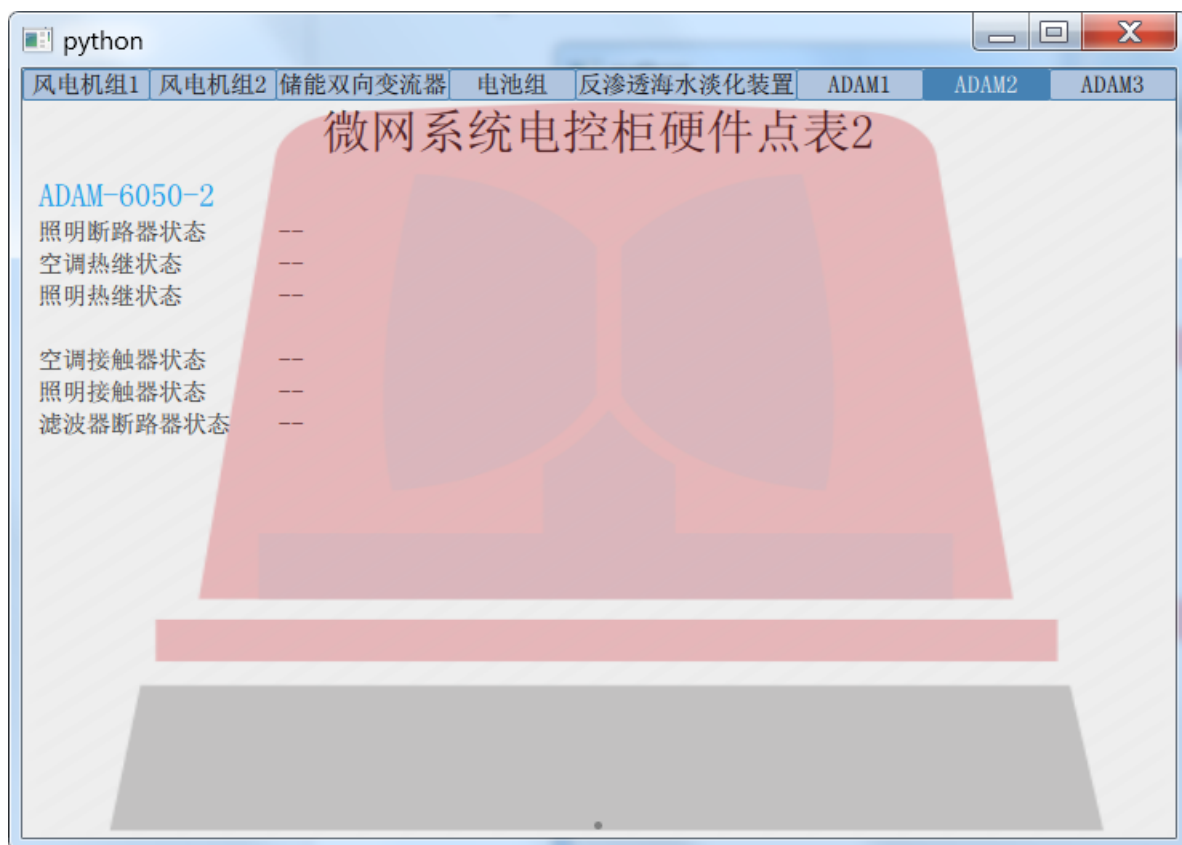 python
风电机组1 风电机组2 储能双向变流器 电池组 反渗透海水淡化装置 ADAM1 ADAM2 ADAM3
微网系统电控柜硬件点表2
ADAM-6050-2
照明断路器状态 --
空调热继状态 --
照明热继状态 --
空调接触器状态 --
照明接触器状态 --
滤波器断路器状态 --